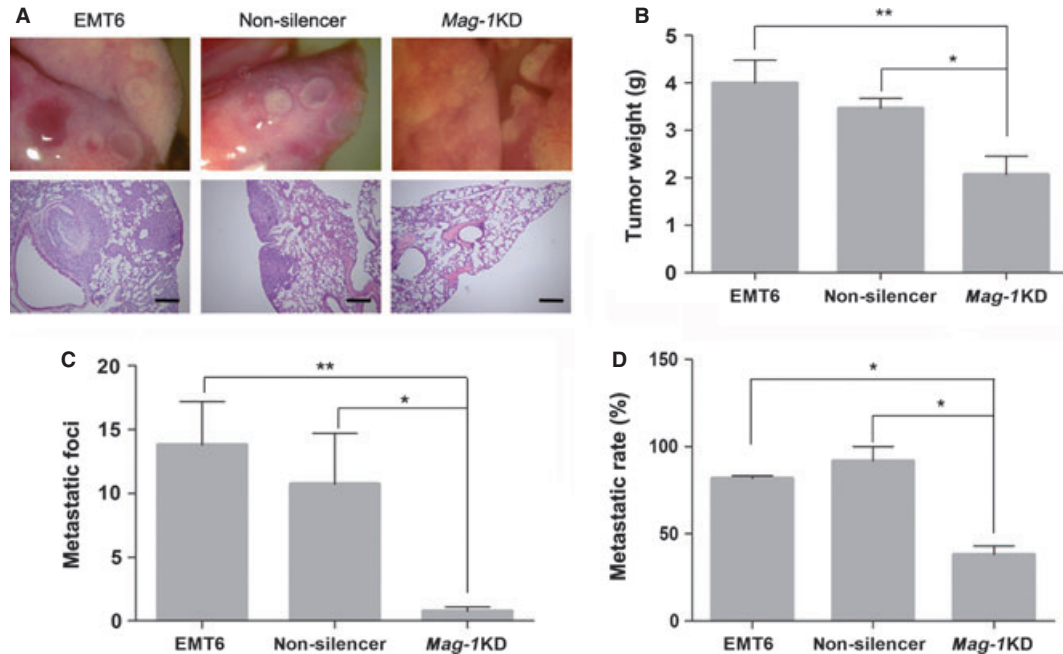 A
EMT6 Non-silencer Mag-1KD
B
**
*
Tumor weight (g)
5
4
3
2
1
0
EMT6 Non-silencer Mag-1KD
C
**
*
Metastatic foci
20
15
10
5
0
EMT6 Non-silencer Mag-1KD
D
*
*
Metastatic rate (%)
150
100
50
0
EMT6 Non-silencer Mag-1KD